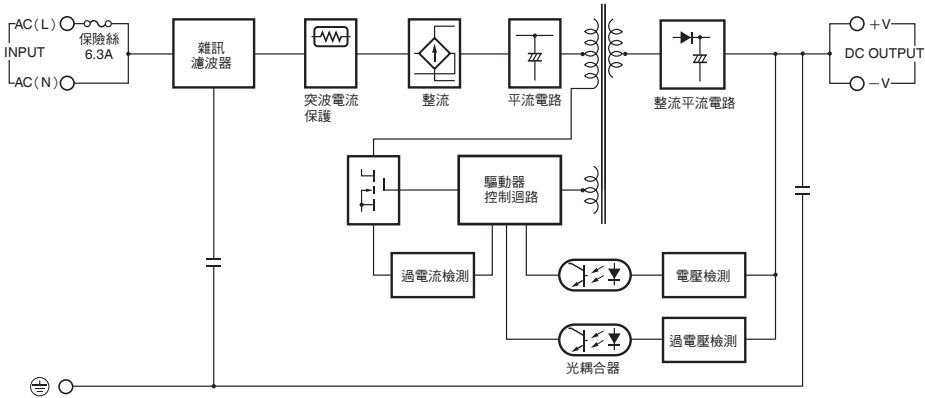 AC(L)
保險絲
6.3A
INPUT
AC(N)
雜訊
濾波器
突波電流
保護
整流
平流電路
整流平流電路
+V
DC OUTPUT
−V
驅動器
控制迴路
過電流檢測
電壓檢測
過電壓檢測
光耦合器